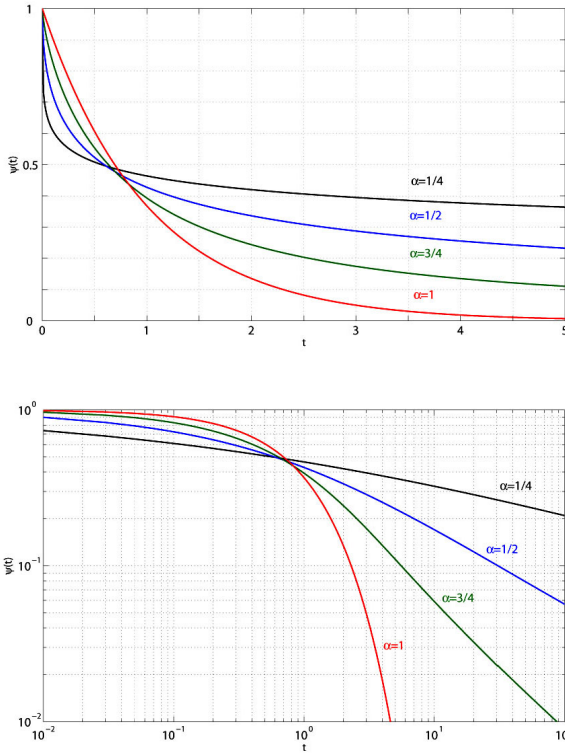 1
0.5
0
ψ(t)
α=1/4
α=1/2
α=3/4
α=1
0 1 2 3 4 5
t
10⁰
10⁻¹
10⁻²
ψ(t)
α=1/4
α=1/2
α=3/4
α=1
10⁻² 10⁻¹ 10⁰ 10¹ 10²
t